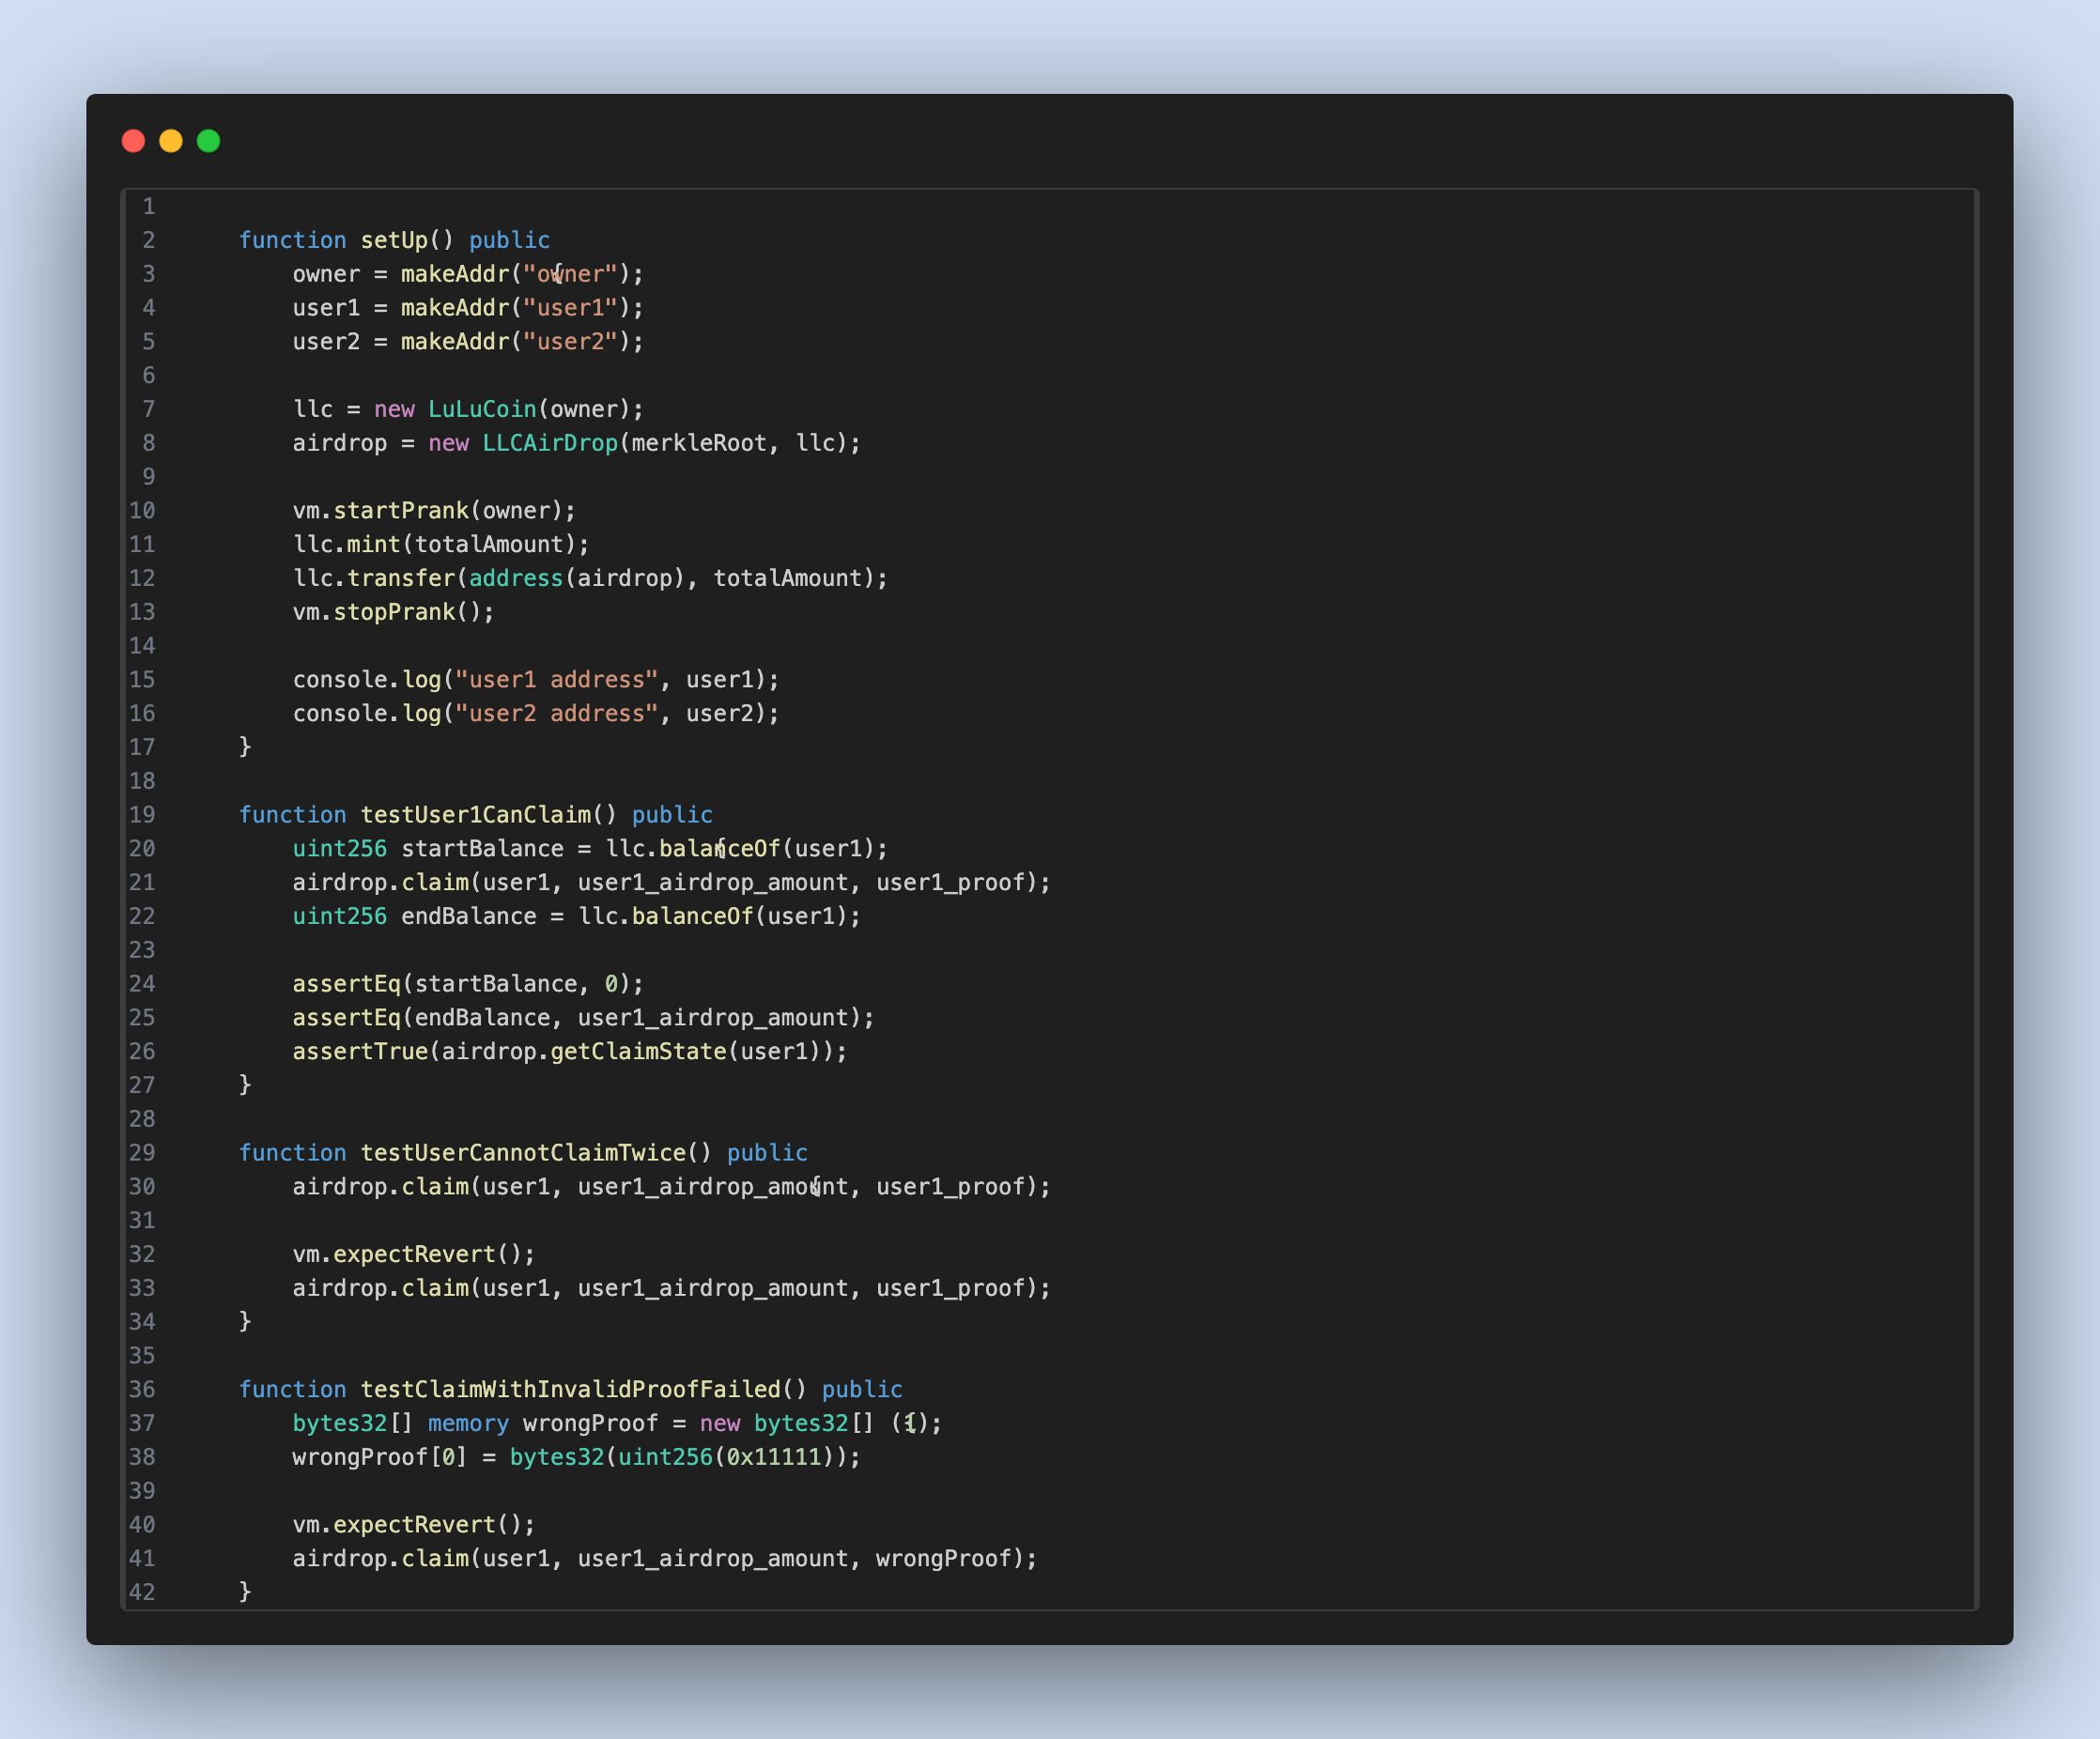 1
2 function setUp() public {
3 owner = makeAddr("owner");
4 user1 = makeAddr("user1");
5 user2 = makeAddr("user2");
6
7 llc = new LuLuCoin(owner);
8 airdrop = new LLCAirDrop(merkleRoot, llc);
9
10 vm.startPrank(owner);
11 llc.mint(totalAmount);
12 llc.transfer(address(airdrop), totalAmount);
13 vm.stopPrank();
14
15 console.log("user1 address", user1);
16 console.log("user2 address", user2);
17 }
18
19 function testUser1CanClaim() public {
20 uint256 startBalance = llc.balanceOf(user1);
21 airdrop.claim(user1, user1_airdrop_amount, user1_proof);
22 uint256 endBalance = llc.balanceOf(user1);
23
24 assertEq(startBalance, 0);
25 assertEq(endBalance, user1_airdrop_amount);
26 assertTrue(airdrop.getClaimState(user1));
27 }
28
29 function testUserCannotClaimTwice() public {
30 airdrop.claim(user1, user1_airdrop_amount, user1_proof);
31
32 vm.expectRevert();
33 airdrop.claim(user1, user1_airdrop_amount, user1_proof);
34 }
35
36 function testClaimWithInvalidProofFailed() public {
37 bytes32[] memory wrongProof = new bytes32[] (1);
38 wrongProof[0] = bytes32(uint256(0x11111));
39
40 vm.expectRevert();
41 airdrop.claim(user1, user1_airdrop_amount, wrongProof);
42 }